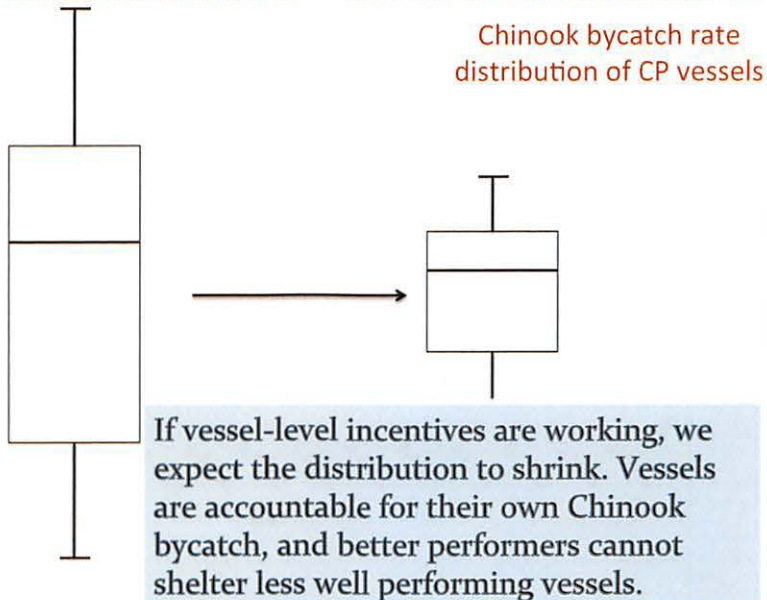 Chinook bycatch rate
distribution of CP vessels
If vessel-level incentives are working, we
expect the distribution to shrink. Vessels
are accountable for their own Chinook
bycatch, and better performers cannot
shelter less well performing vessels.